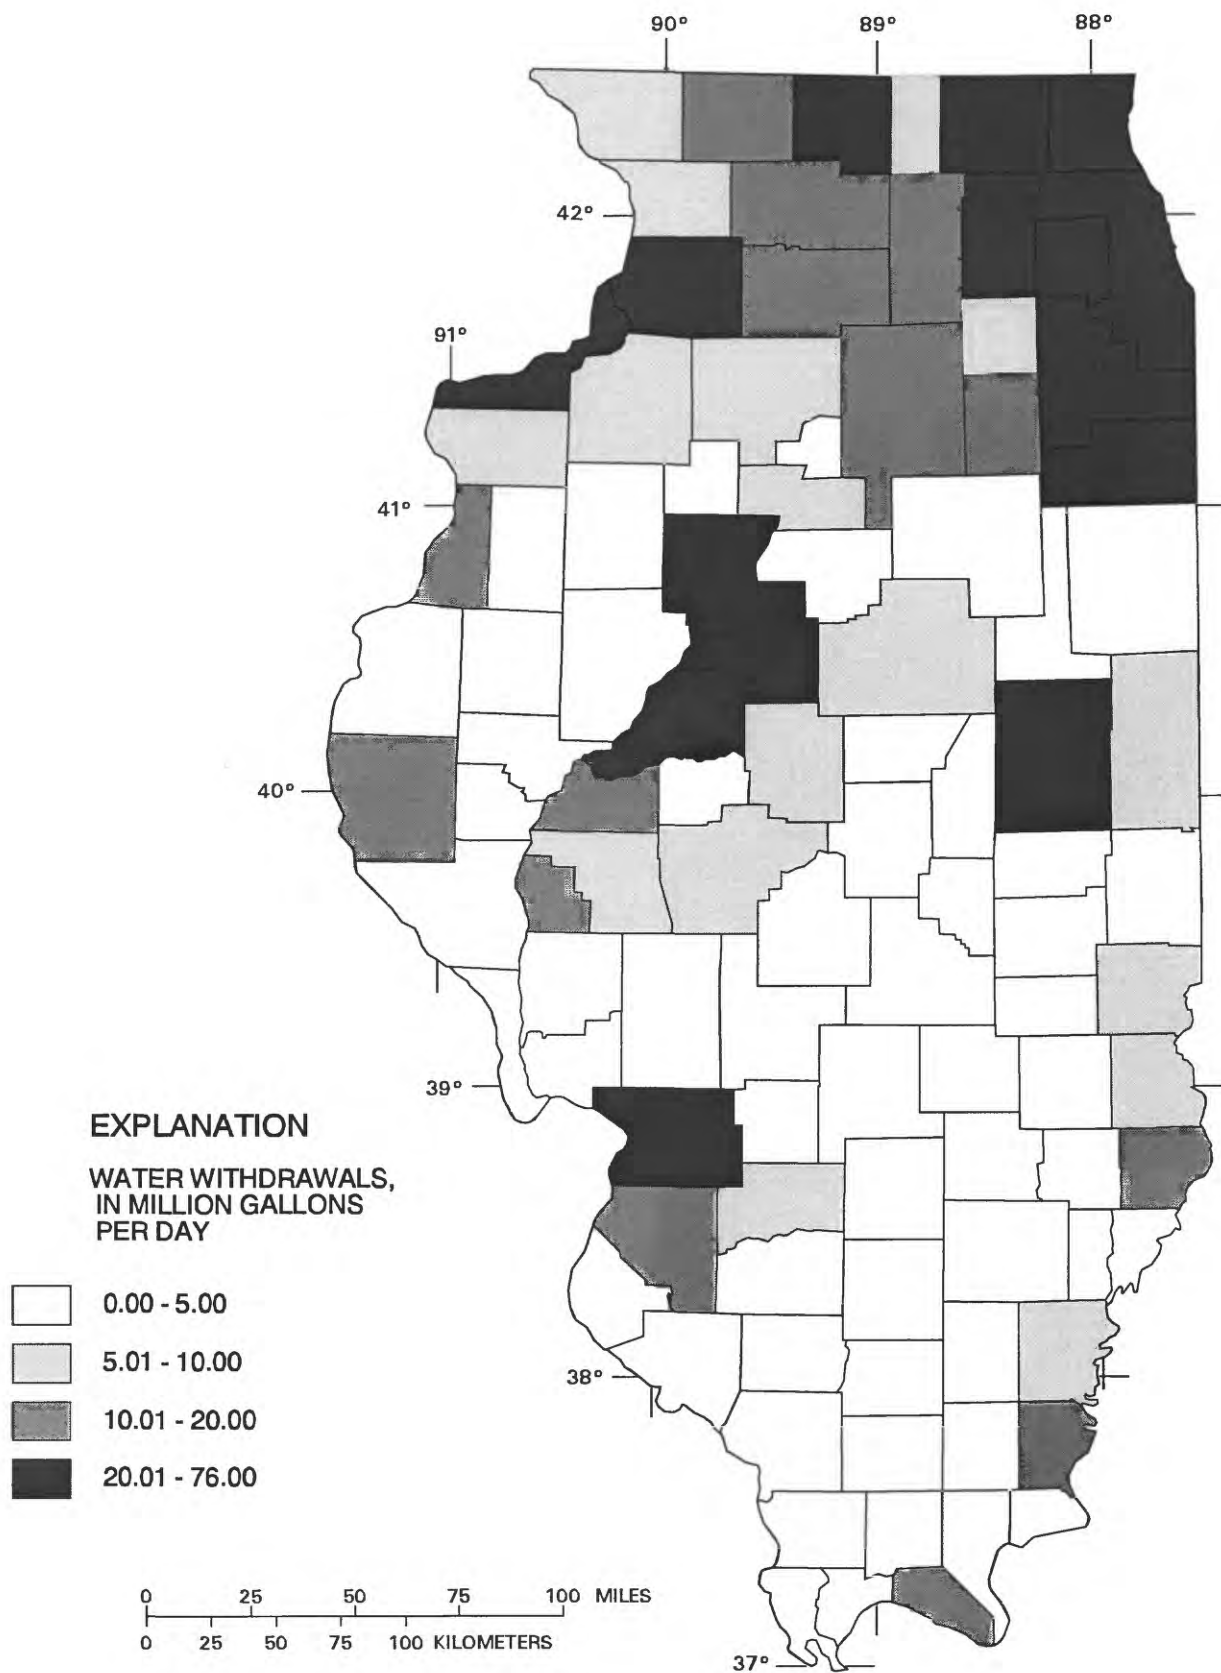 90° 89° 88°
42°
91°
41°
40°
39°
EXPLANATION
WATER WITHDRAWALS,
IN MILLION GALLONS
PER DAY
0.00 - 5.00
5.01 - 10.00
38°
10.01 - 20.00
20.01 - 76.00
0 25 50 75 100 MILES
0 25 50 75 100 KILOMETERS
37°